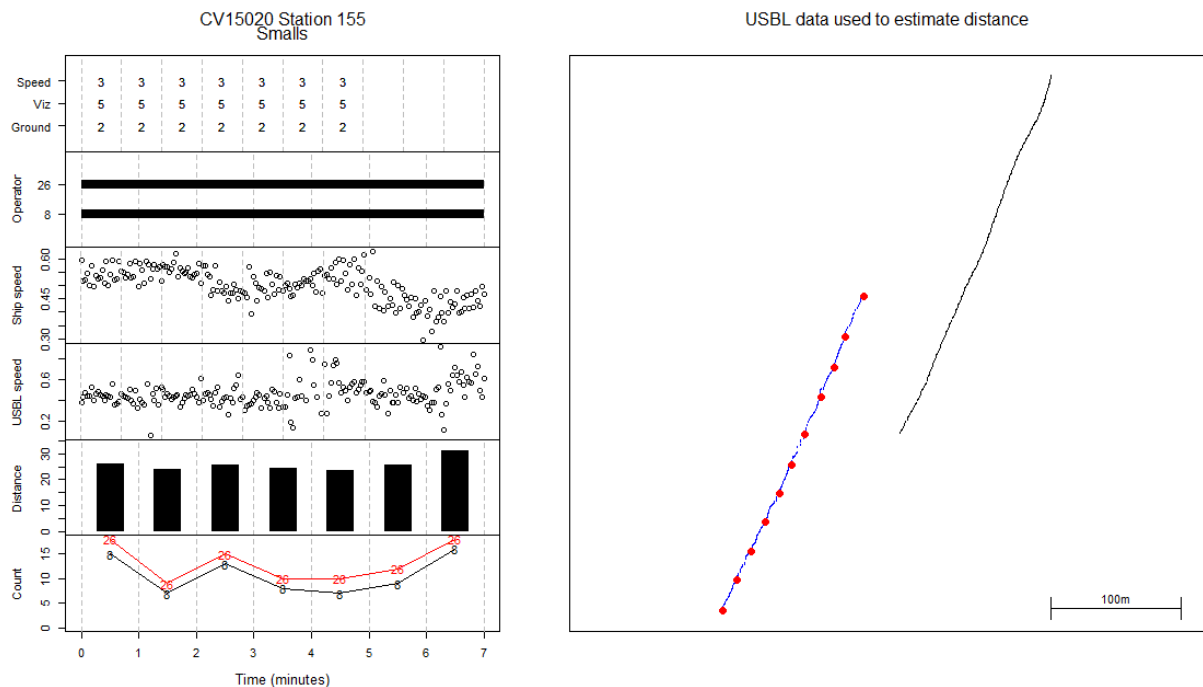 CV15020 Station 155
Smalls
Speed 3 3 3 3 3 3 3
Viz 5 5 5 5 5 5 5
Ground 2 2 2 2 2 2 2
Operator
26
8
Ship speed
0.60
0.45
0.30
USBL speed
0.6
0.2
Distance
30
20
10
0
Count
15
10
5
0
26 26 26 26 26 26 26
8 8 8 8 8 8 8
0 1 2 3 4 5 6 7
Time (minutes)
USBL data used to estimate distance
100m